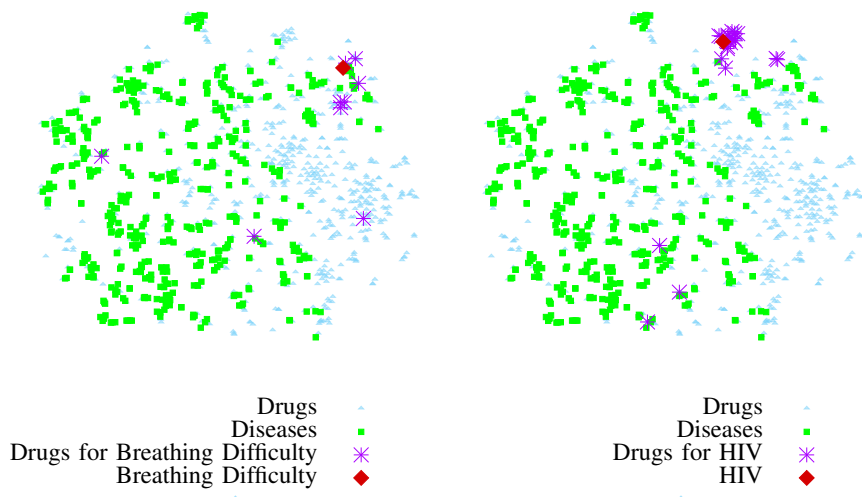 Drugs
Diseases
Drugs for Breathing Difficulty
Breathing Difficulty
Drugs
Diseases
Drugs for HIV
HIV